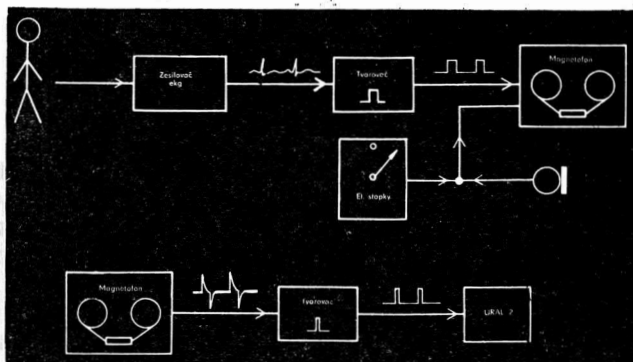 Zesilovač
ekg
Tvarovač
Magnetofon
El. stopky
Magnetofon
Tvarovač
URAL 2